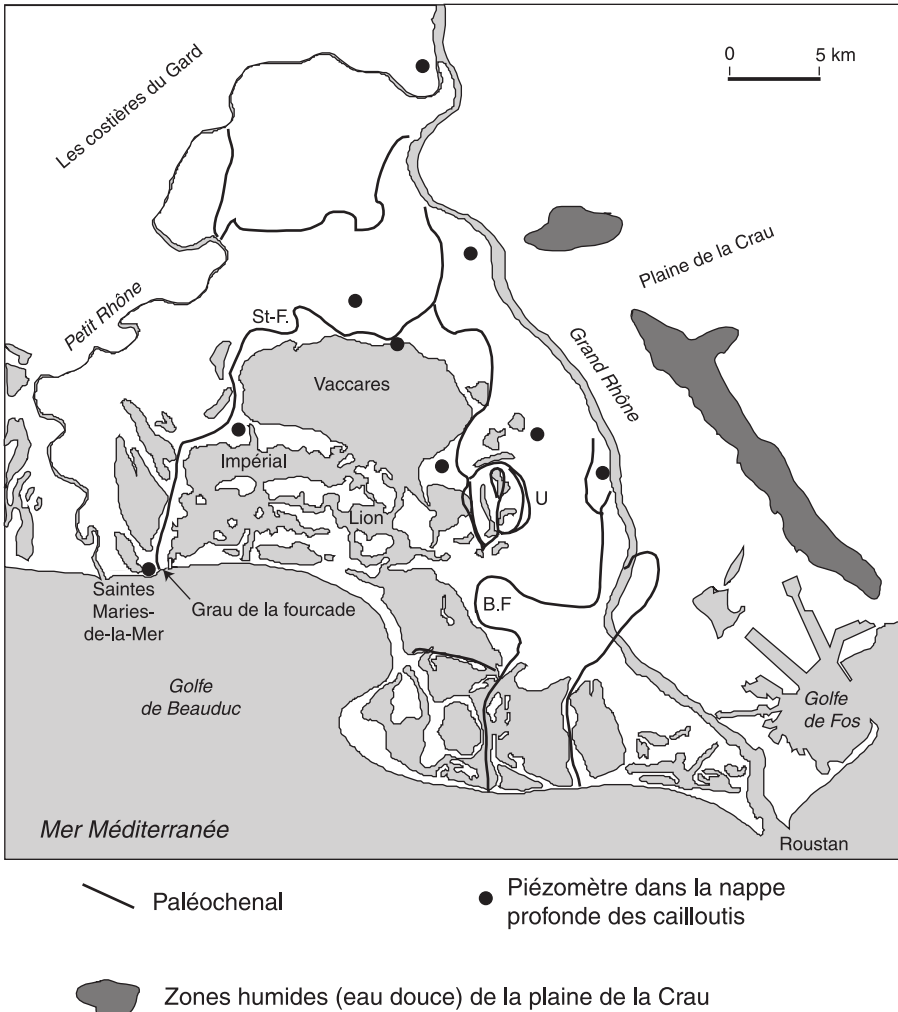 0 5 km
Les costières du Gard
Plaine de la Crau
Petit Rhône
St-F.
Grand Rhône
Vaccares
Impérial
U
Lion
B.F
Saintes
Maries-
de-la-Mer
Grau de la fourcade
Golfe
de Beauduc
Golfe
de Fos
Mer Méditerranée
Roustan
Paléochenal
Piézomètre dans la nappe
profonde des cailloutis
Zones humides (eau douce) de la plaine de la Crau